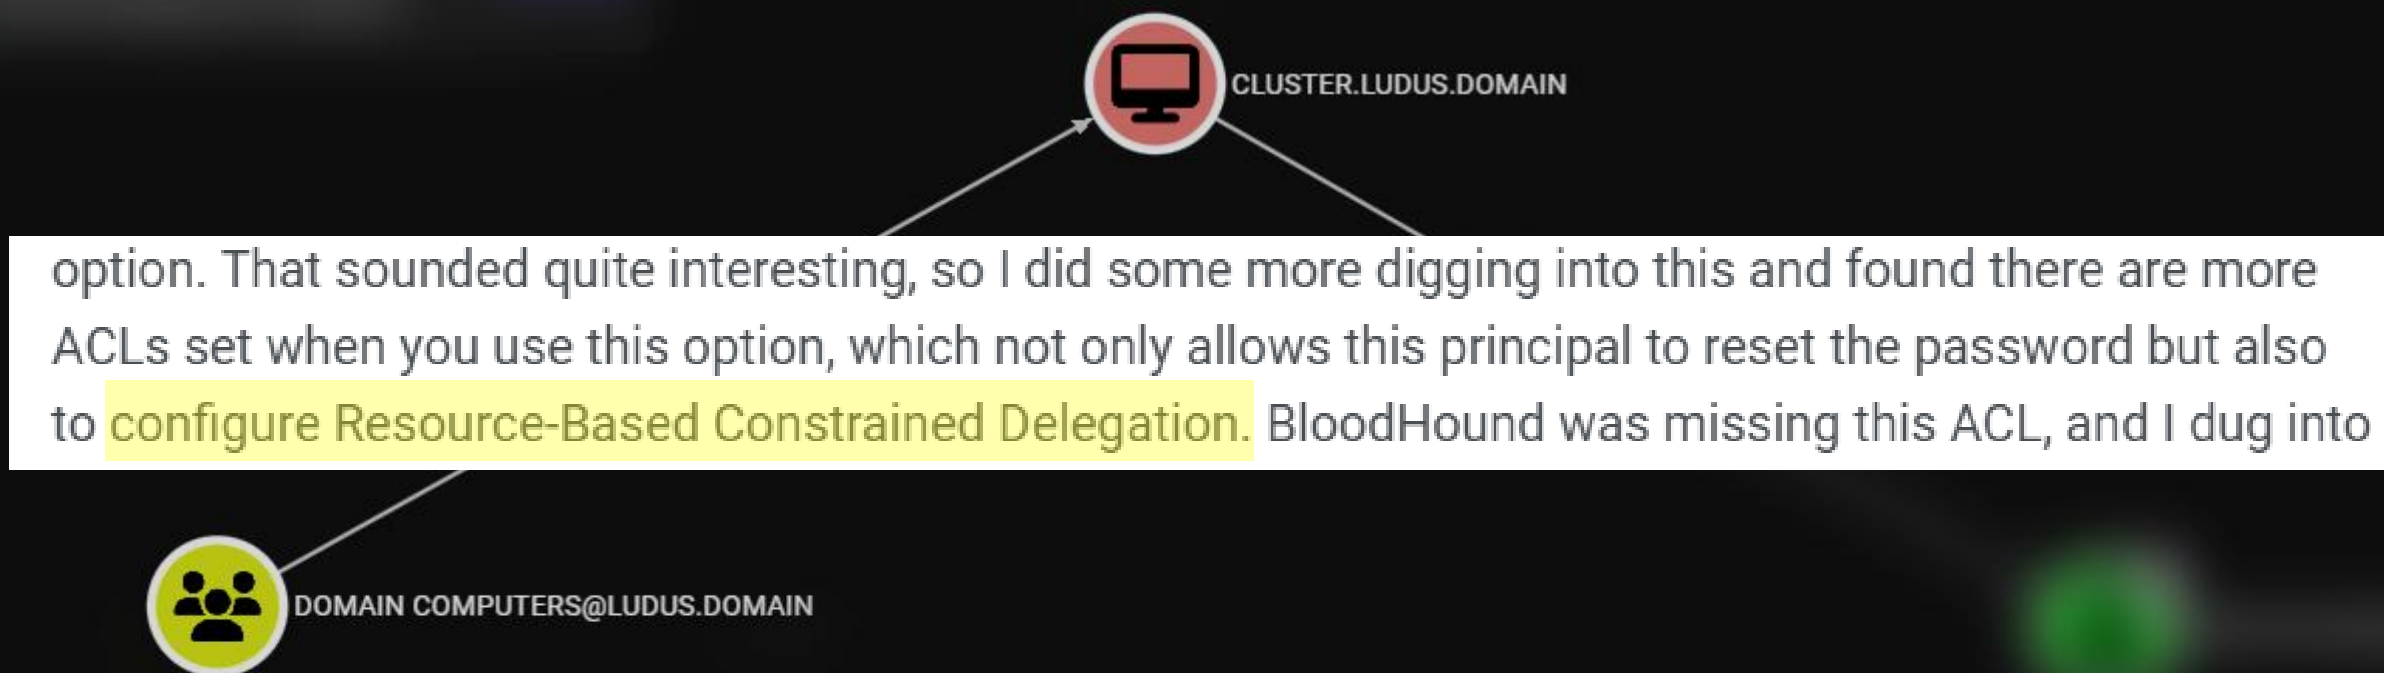 CLUSTER.LUDUS.DOMAIN
option. That sounded quite interesting, so I did some more digging into this and found there are more
ACLs set when you use this option, which not only allows this principal to reset the password but also
to configure Resource-Based Constrained Delegation. BloodHound was missing this ACL, and I dug into
DOMAIN COMPUTERS@LUDUS.DOMAIN